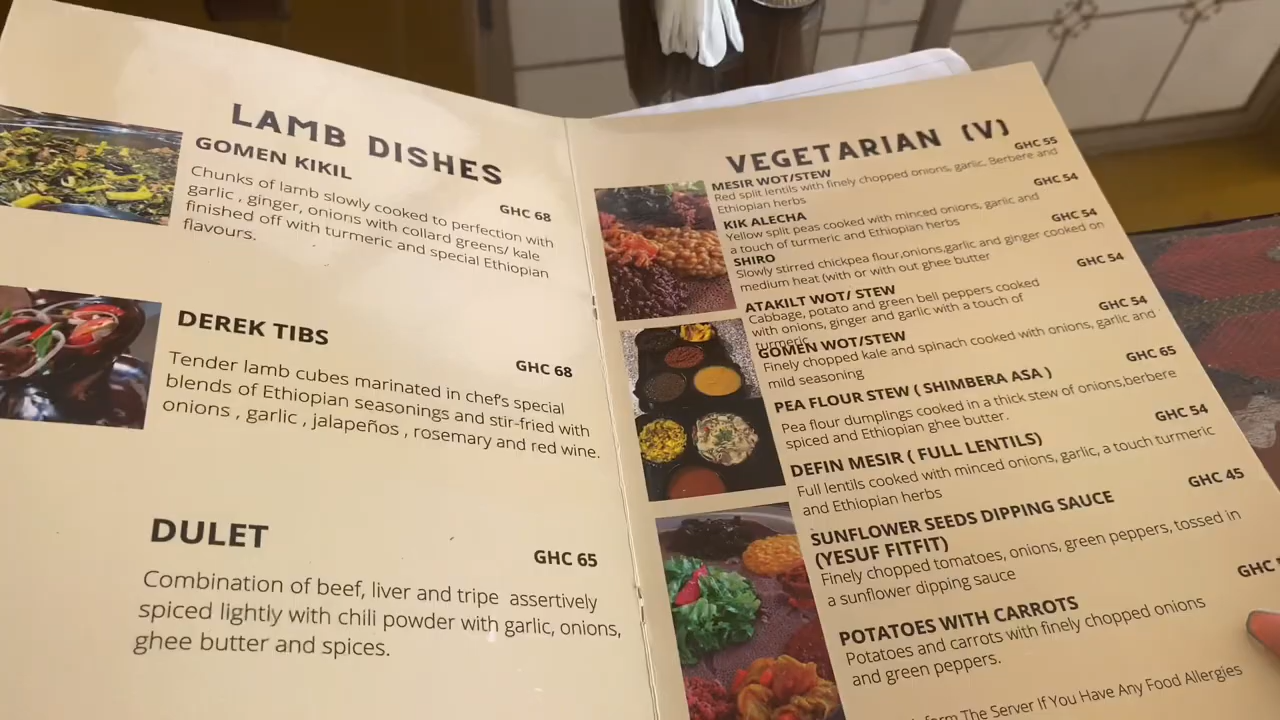 LAMB DISHES
GOMEN KIKIL
GHC 68
Chunks of lamb slowly cooked to perfection with
garlic , ginger, onions with collard greens/ kale
finished off with turmeric and special Ethiopian
flavours.
DEREK TIBS
GHC 68
Tender lamb cubes marinated in chef's special
blends of Ethiopian seasonings and stir-fried with
onions , garlic , jalapeños , rosemary and red wine.
DULET
GHC 65
Combination of beef, liver and tripe assertively
spiced lightly with chili powder with garlic, onions,
ghee butter and spices.
VEGETARIAN (V)
GHC 55
MESIR WOT/STEW
Red split lentils with finely chopped onions, garlic, Berbere and
Ethiopian herbs
GHC 54
KIK ALECHA
Yellow split peas cooked with minced onions, garlic and
a touch of turmeric and Ethiopian herbs
GHC 54
SHIRO
Slowly stirred chickpea flour,onions,garlic and ginger cooked on
medium heat (with or with out ghee butter
GHC 54
ATAKILT WOT/ STEW
Cabbage, potato and green bell peppers cooked
with onions, ginger and garlic with a touch of
turmeric
GHC 54
GOMEN WOT/STEW
Finely chopped kale and spinach cooked with onions, garlic and
mild seasoning
GHC 65
PEA FLOUR STEW ( SHIMBERA ASA )
Pea flour dumplings cooked in a thick stew of onions,berbere
spiced and Ethiopian ghee butter.
GHC 54
DEFIN MESIR ( FULL LENTILS)
Full lentils cooked with minced onions, garlic, a touch turmeric
and Ethiopian herbs
GHC 45
SUNFLOWER SEEDS DIPPING SAUCE
(YESUF FITFIT)
Finely chopped tomatoes, onions, green peppers, tossed in
a sunflower dipping sauce
GHC
POTATOES WITH CARROTS
Potatoes and carrots with finely chopped onions
and green peppers.
The Server If You Have Any Food Allergies